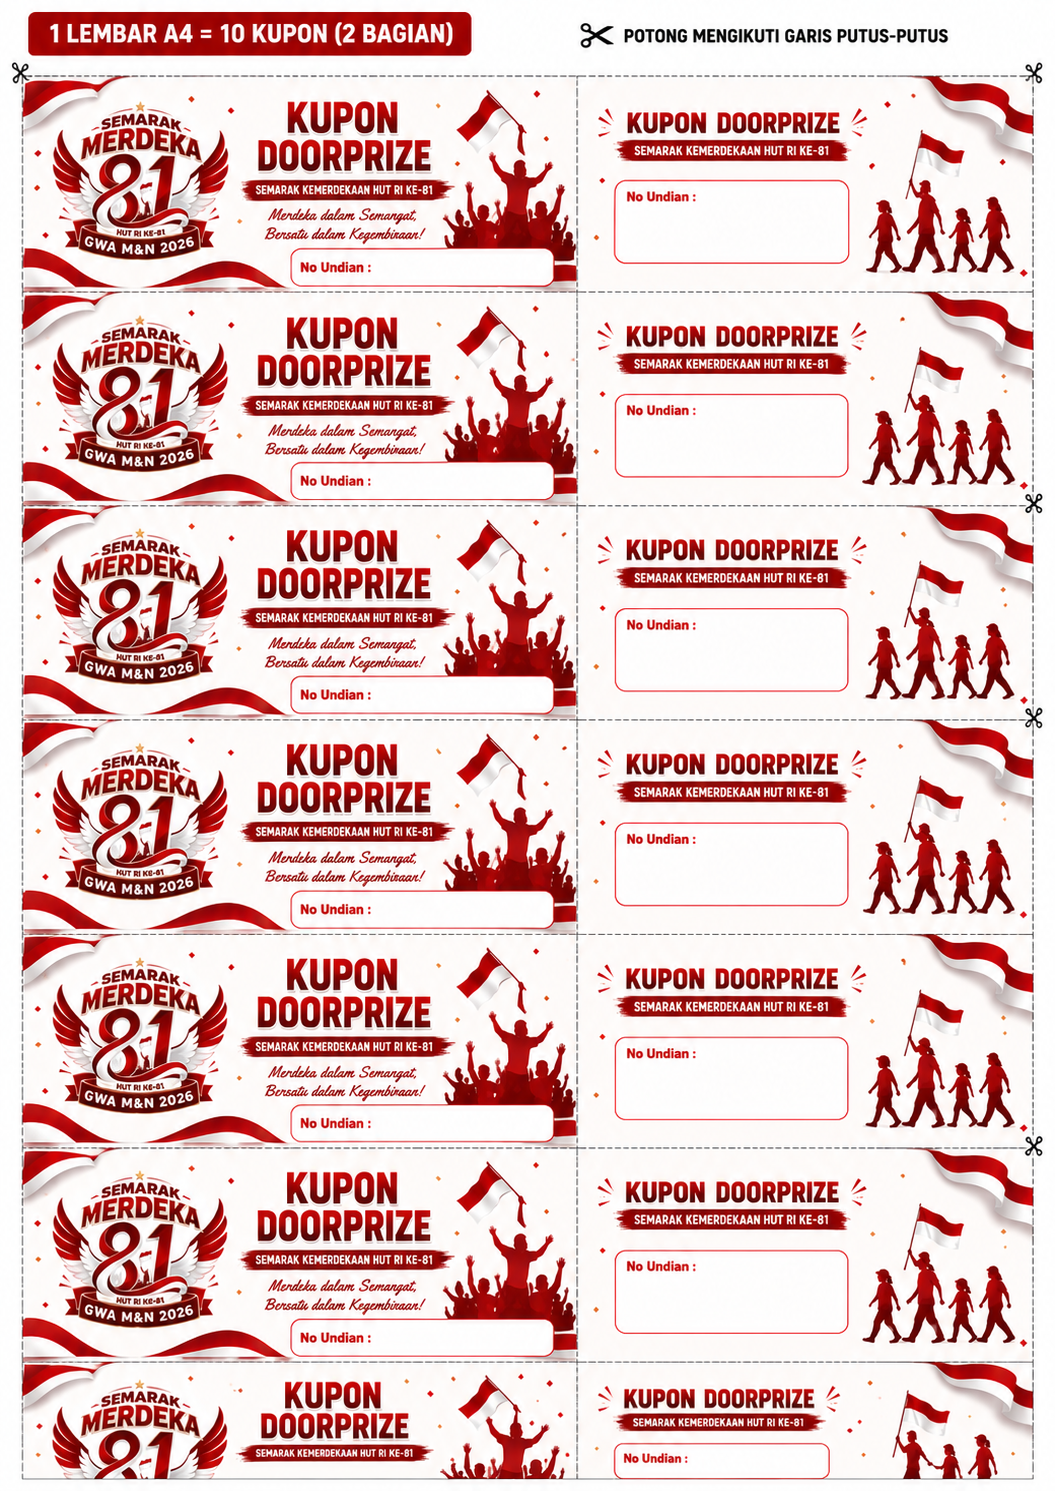 1 LEMBAR A4 = 10 KUPON (2 BAGIAN)
POTONG MENGIKUTI GARIS PUTUS-PUTUS
SEMARAK
MERDEKA
81
HUT RI KE-81
GWA M&N 2026
KUPON
DOORPRIZE
SEMARAK KEMERDEKAAN HUT RI KE-81
Merdeka dalam Semangat,
Bersatu dalam Kegembiraan!
No Undian :
KUPON DOORPRIZE
SEMARAK KEMERDEKAAN HUT RI KE-81
No Undian :
SEMARAK
MERDEKA
81
HUT RI KE-81
GWA M&N 2026
KUPON
DOORPRIZE
SEMARAK KEMERDEKAAN HUT RI KE-81
Merdeka dalam Semangat,
Bersatu dalam Kegembiraan!
No Undian :
KUPON DOORPRIZE
SEMARAK KEMERDEKAAN HUT RI KE-81
No Undian :
SEMARAK
MERDEKA
81
HUT RI KE-81
GWA M&N 2026
KUPON
DOORPRIZE
SEMARAK KEMERDEKAAN HUT RI KE-81
Merdeka dalam Semangat,
Bersatu dalam Kegembiraan!
No Undian :
KUPON DOORPRIZE
SEMARAK KEMERDEKAAN HUT RI KE-81
No Undian :
SEMARAK
MERDEKA
81
HUT RI KE-81
GWA M&N 2026
KUPON
DOORPRIZE
SEMARAK KEMERDEKAAN HUT RI KE-81
Merdeka dalam Semangat,
Bersatu dalam Kegembiraan!
No Undian :
KUPON DOORPRIZE
SEMARAK KEMERDEKAAN HUT RI KE-81
No Undian :
SEMARAK
MERDEKA
81
HUT RI KE-81
GWA M&N 2026
KUPON
DOORPRIZE
SEMARAK KEMERDEKAAN HUT RI KE-81
Merdeka dalam Semangat,
Bersatu dalam Kegembiraan!
No Undian :
KUPON DOORPRIZE
SEMARAK KEMERDEKAAN HUT RI KE-81
No Undian :
SEMARAK
MERDEKA
81
HUT RI KE-81
GWA M&N 2026
KUPON
DOORPRIZE
SEMARAK KEMERDEKAAN HUT RI KE-81
Merdeka dalam Semangat,
Bersatu dalam Kegembiraan!
No Undian :
KUPON DOORPRIZE
SEMARAK KEMERDEKAAN HUT RI KE-81
No Undian :
SEMARAK
MERDEKA
81
KUPON
DOORPRIZE
SEMARAK KEMERDEKAAN HUT RI KE-81
KUPON DOORPRIZE
SEMARAK KEMERDEKAAN HUT RI KE-81
No Undian :